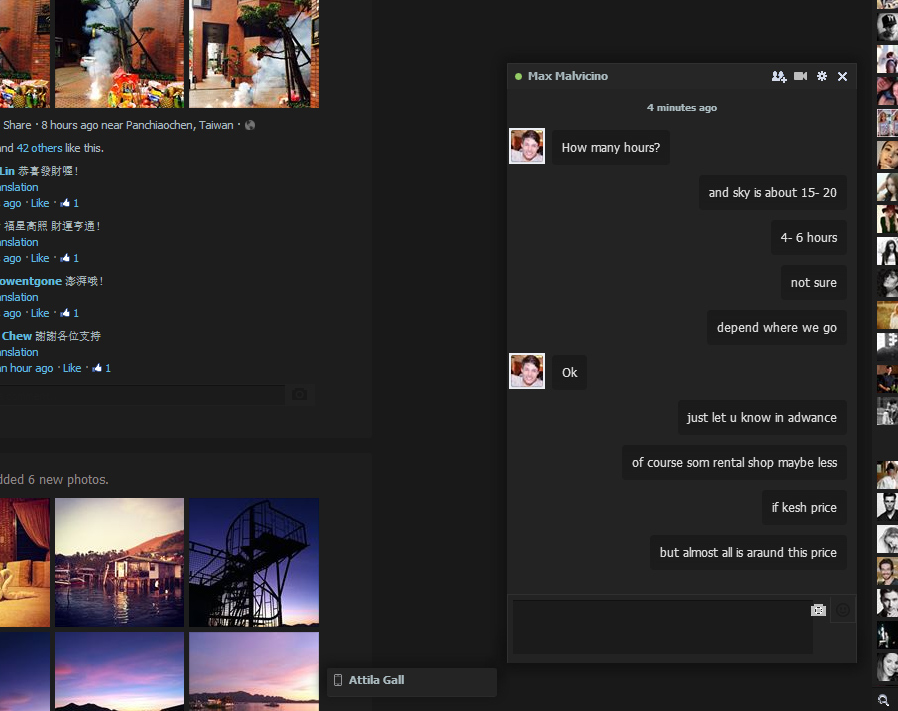 Share · 8 hours ago near Panchiaochen, Taiwan ·
nd 42 others like this.
Lin 恭喜發財喔!
nslation
ago · Like · 1
福星高照 財運亨通!
anslation
s ago · Like · 1
owentgone 澎湃哦!
nslation
s ago · Like · 1
Chew 謝謝各位支持
anslation
an hour ago · Like · 1
dded 6 new photos.
Max Malvicino
4 minutes ago
How many hours?
and sky is about 15- 20
4- 6 hours
not sure
depend where we go
Ok
just let u know in adwance
of course som rental shop maybe less
if kesh price
but almost all is araund this price
Attila Gall